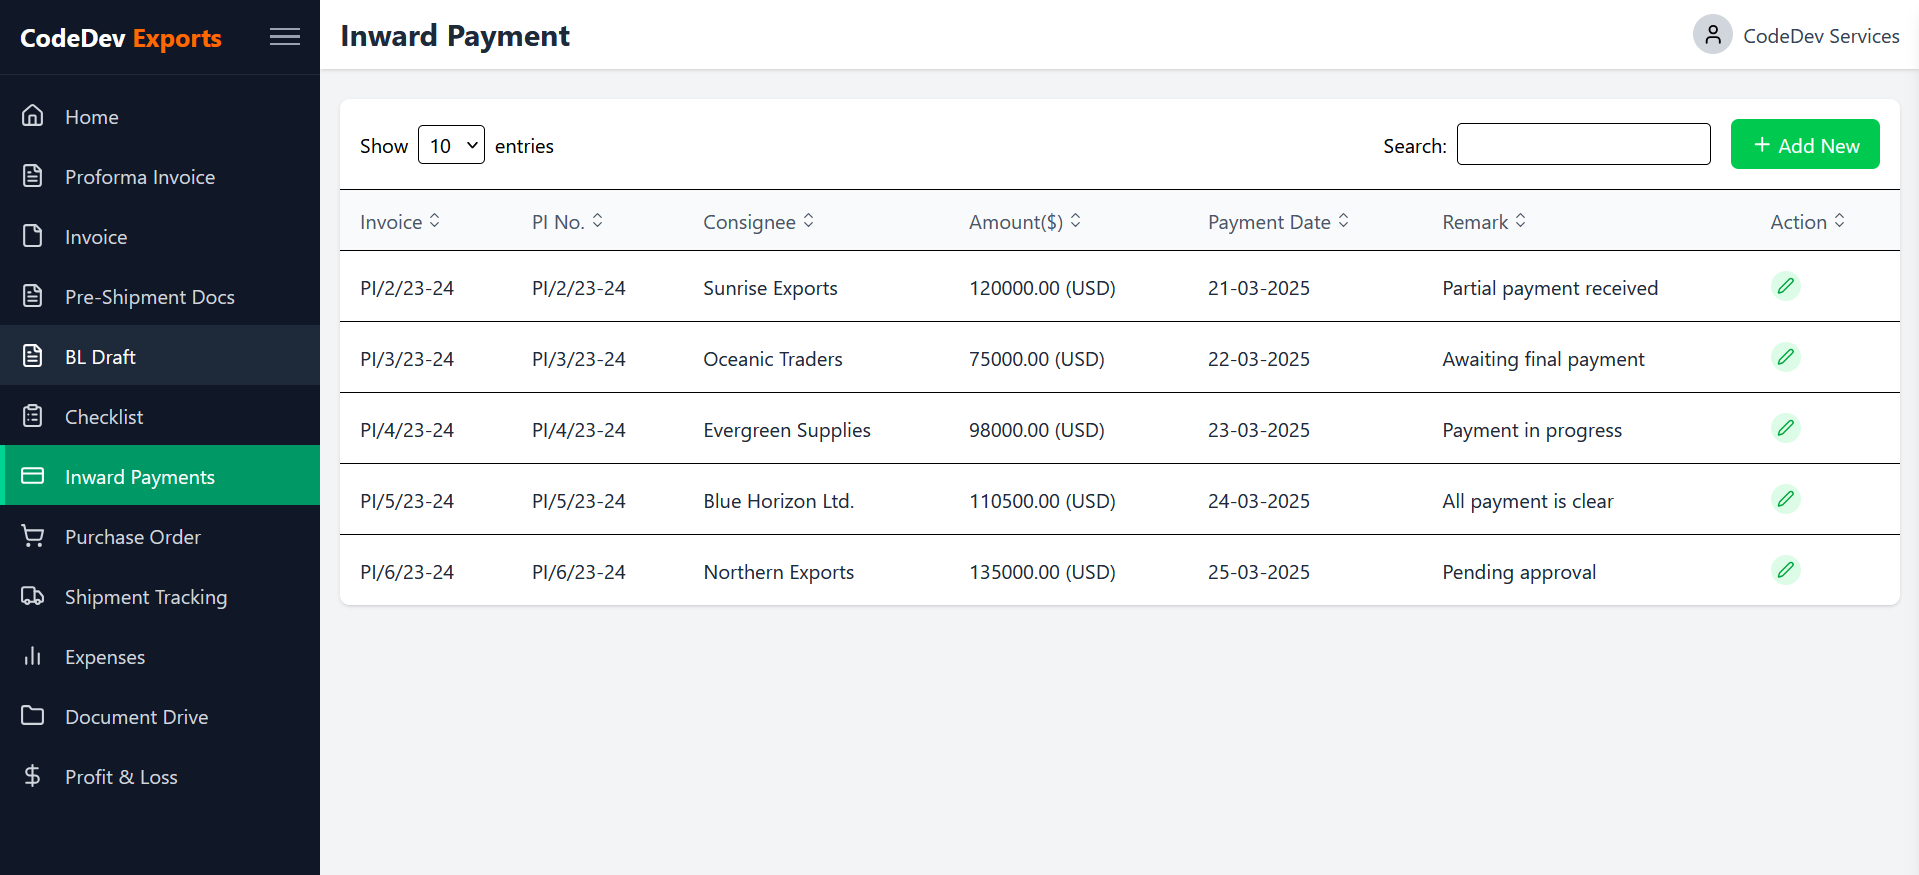 CodeDev Exports
Home
Proforma Invoice
Invoice
Pre-Shipment Docs
BL Draft
Checklist
Inward Payments
Purchase Order
Shipment Tracking
Expenses
Document Drive
Profit & Loss
Inward Payment
CodeDev Services
Show 10 entries
Search:
+ Add New
Invoice PI No. Consignee Amount($) Payment Date Remark Action
PI/2/23-24 PI/2/23-24 Sunrise Exports 120000.00 (USD) 21-03-2025 Partial payment received
PI/3/23-24 PI/3/23-24 Oceanic Traders 75000.00 (USD) 22-03-2025 Awaiting final payment
PI/4/23-24 PI/4/23-24 Evergreen Supplies 98000.00 (USD) 23-03-2025 Payment in progress
PI/5/23-24 PI/5/23-24 Blue Horizon Ltd. 110500.00 (USD) 24-03-2025 All payment is clear
PI/6/23-24 PI/6/23-24 Northern Exports 135000.00 (USD) 25-03-2025 Pending approval